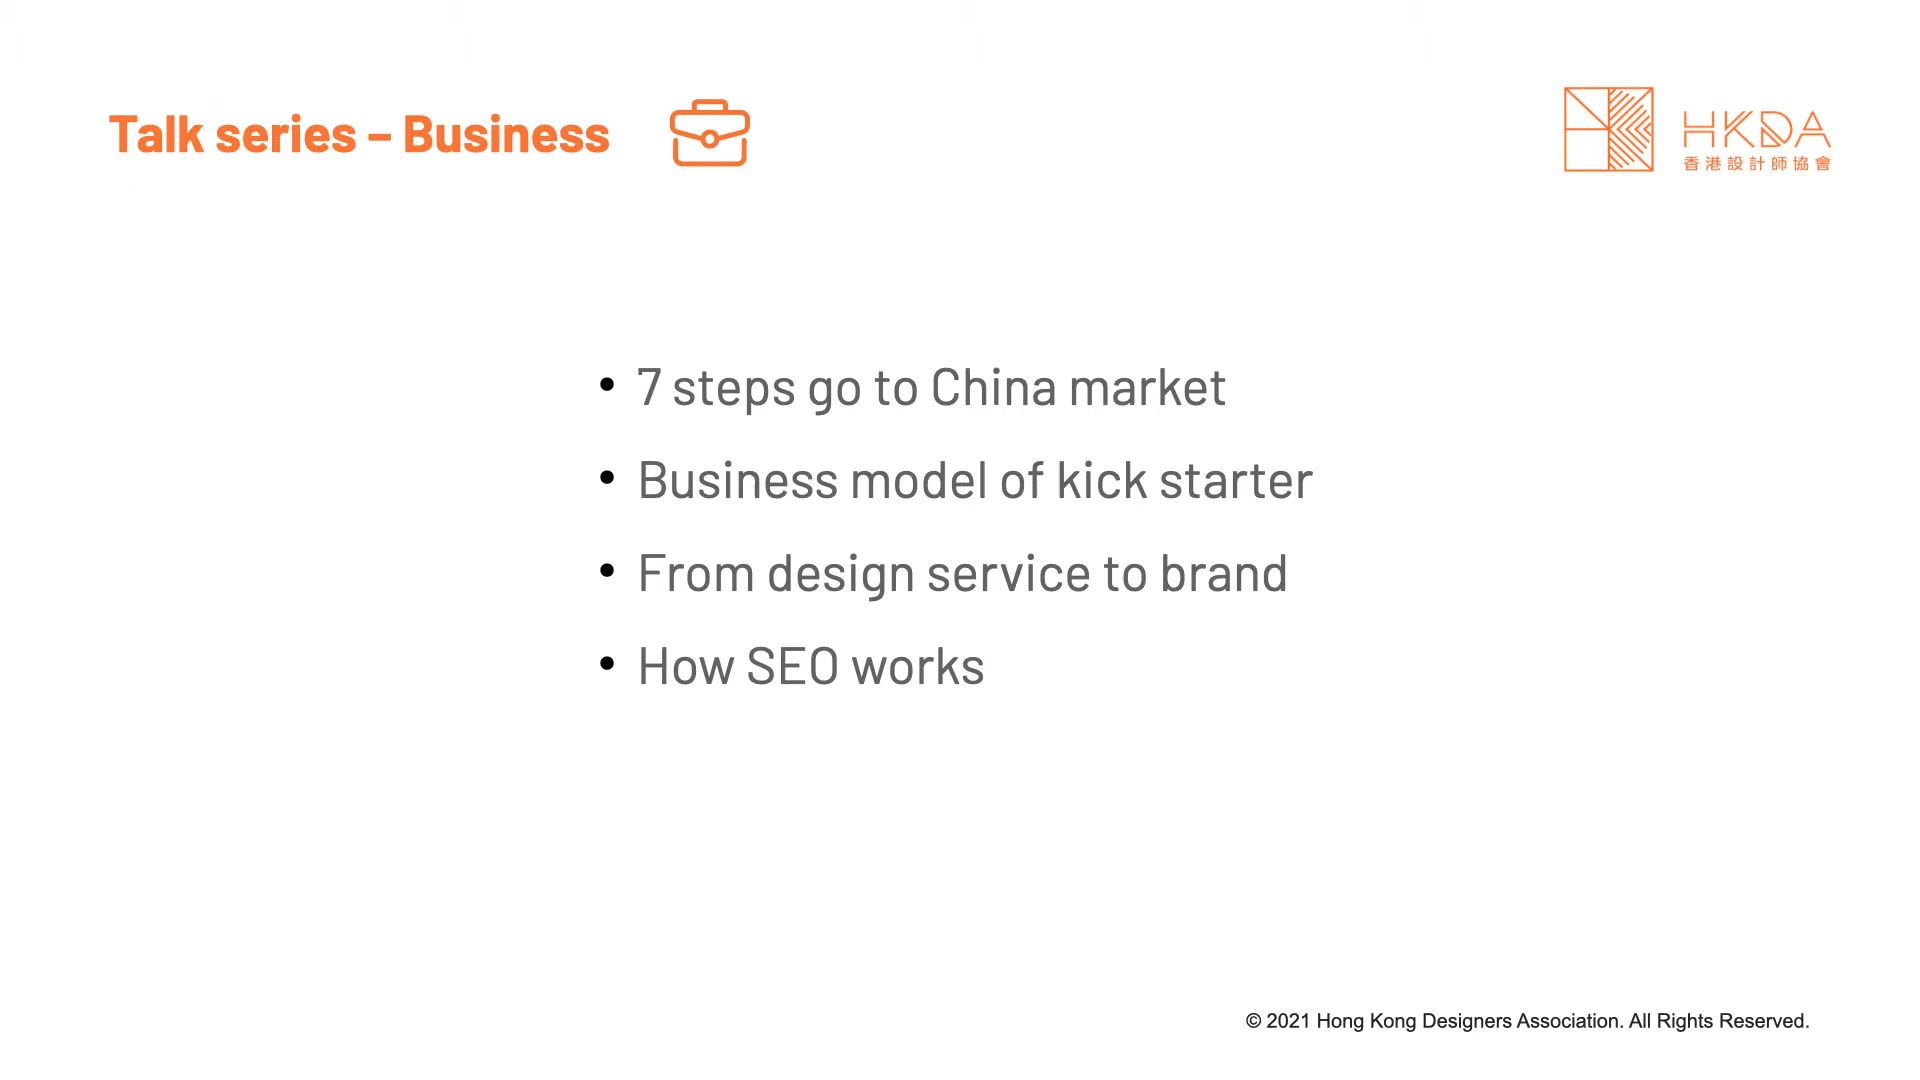 Talk series – Business
HKDA
香港設計師協會
• 7 steps go to China market
• Business model of kick starter
• From design service to brand
• How SEO works
© 2021 Hong Kong Designers Association. All Rights Reserved.